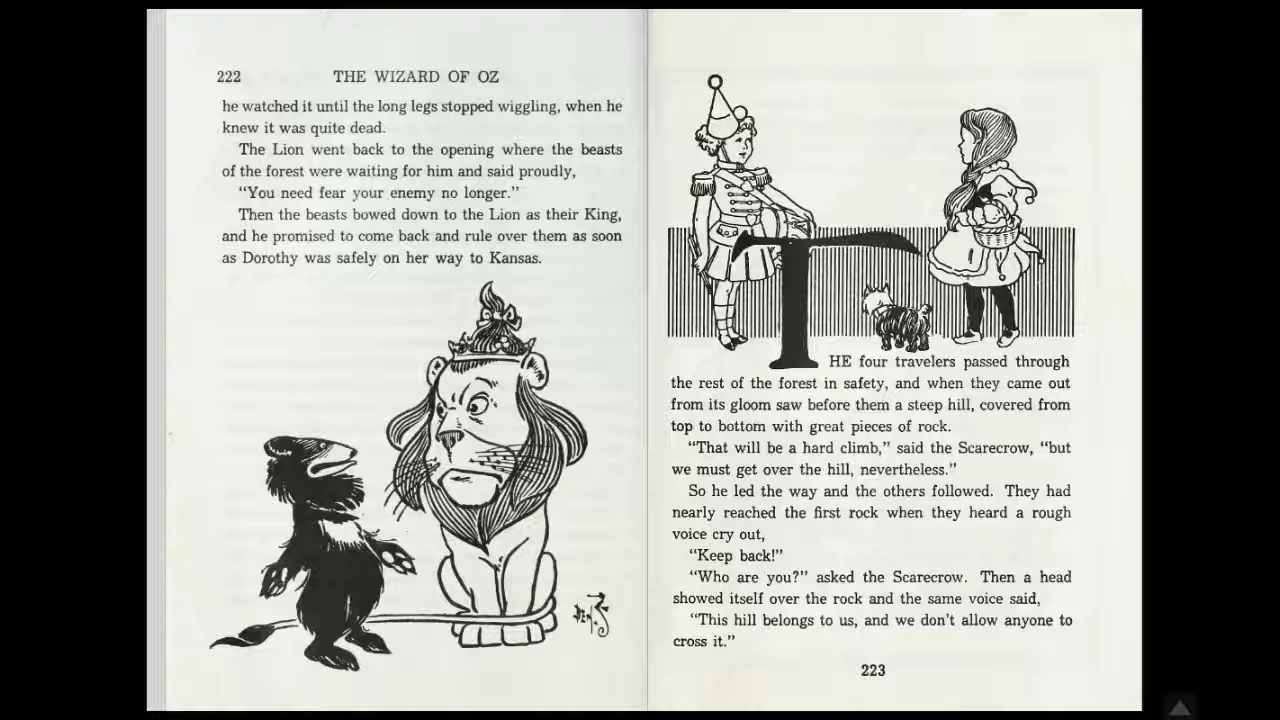 222 THE WIZARD OF OZ
he watched it until the long legs stopped wiggling, when he
knew it was quite dead.
The Lion went back to the opening where the beasts
of the forest were waiting for him and said proudly,
“You need fear your enemy no longer.”
Then the beasts bowed down to the Lion as their King,
and he promised to come back and rule over them as soon
as Dorothy was safely on her way to Kansas.
DEN
THE four travelers passed through
the rest of the forest in safety, and when they came out
from its gloom saw before them a steep hill, covered from
top to bottom with great pieces of rock.
“That will be a hard climb,” said the Scarecrow, “but
we must get over the hill, nevertheless.”
So he led the way and the others followed. They had
nearly reached the first rock when they heard a rough
voice cry out,
“Keep back!”
“Who are you?” asked the Scarecrow. Then a head
showed itself over the rock and the same voice said,
“This hill belongs to us, and we don’t allow anyone to
cross it.”
223